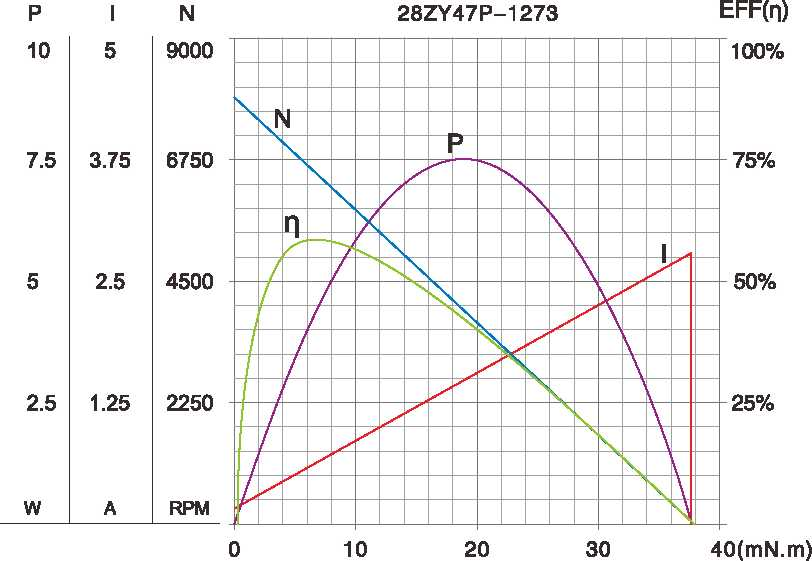 P I N 28ZY47P-1273 EFF(η)
10 5 9000 100%
N
P
7.5 3.75 6750 75%
η
I
5 2.5 4500 50%
2.5 1.25 2250 25%
W A RPM
0 10 20 30 40(mN.m)